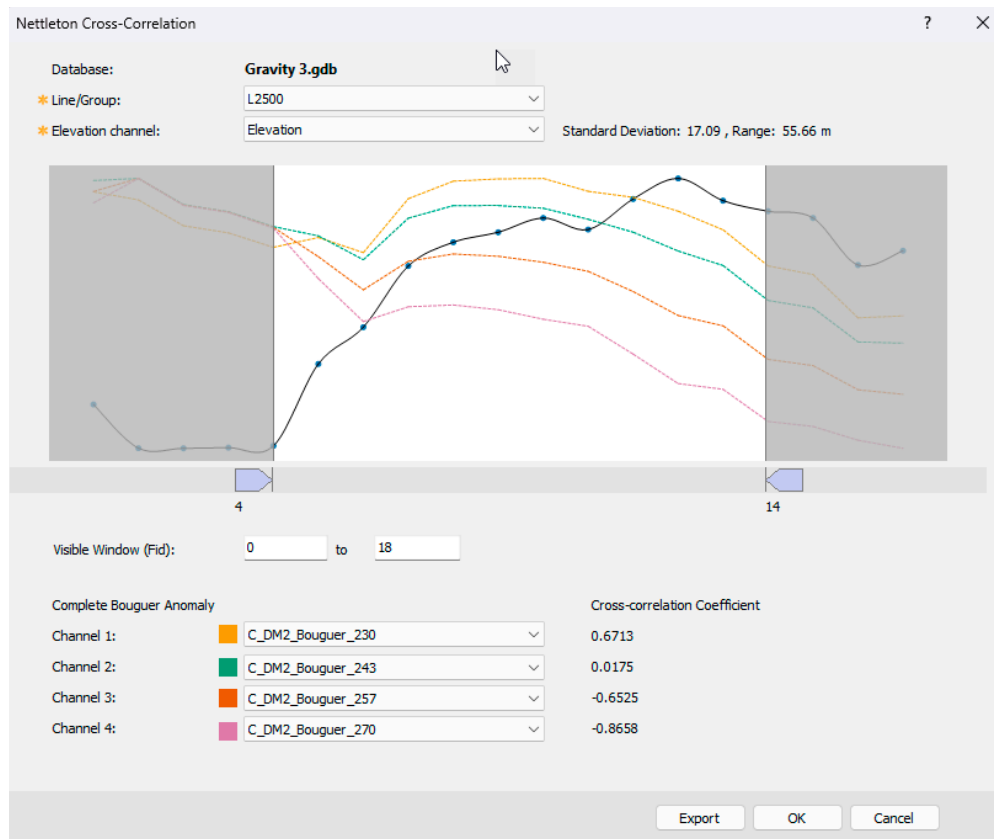 Nettleton Cross-Correlation ? ×
Database: Gravity 3.gdb
✱ Line/Group: L2500
✱ Elevation channel: Elevation Standard Deviation: 17.09 , Range: 55.66 m
4 14
Visible Window (Fid): 0 to 18
Complete Bouguer Anomaly Cross-correlation Coefficient
Channel 1: C_DM2_Bouguer_230 0.6713
Channel 2: C_DM2_Bouguer_243 0.0175
Channel 3: C_DM2_Bouguer_257 -0.6525
Channel 4: C_DM2_Bouguer_270 -0.8658
Export OK Cancel